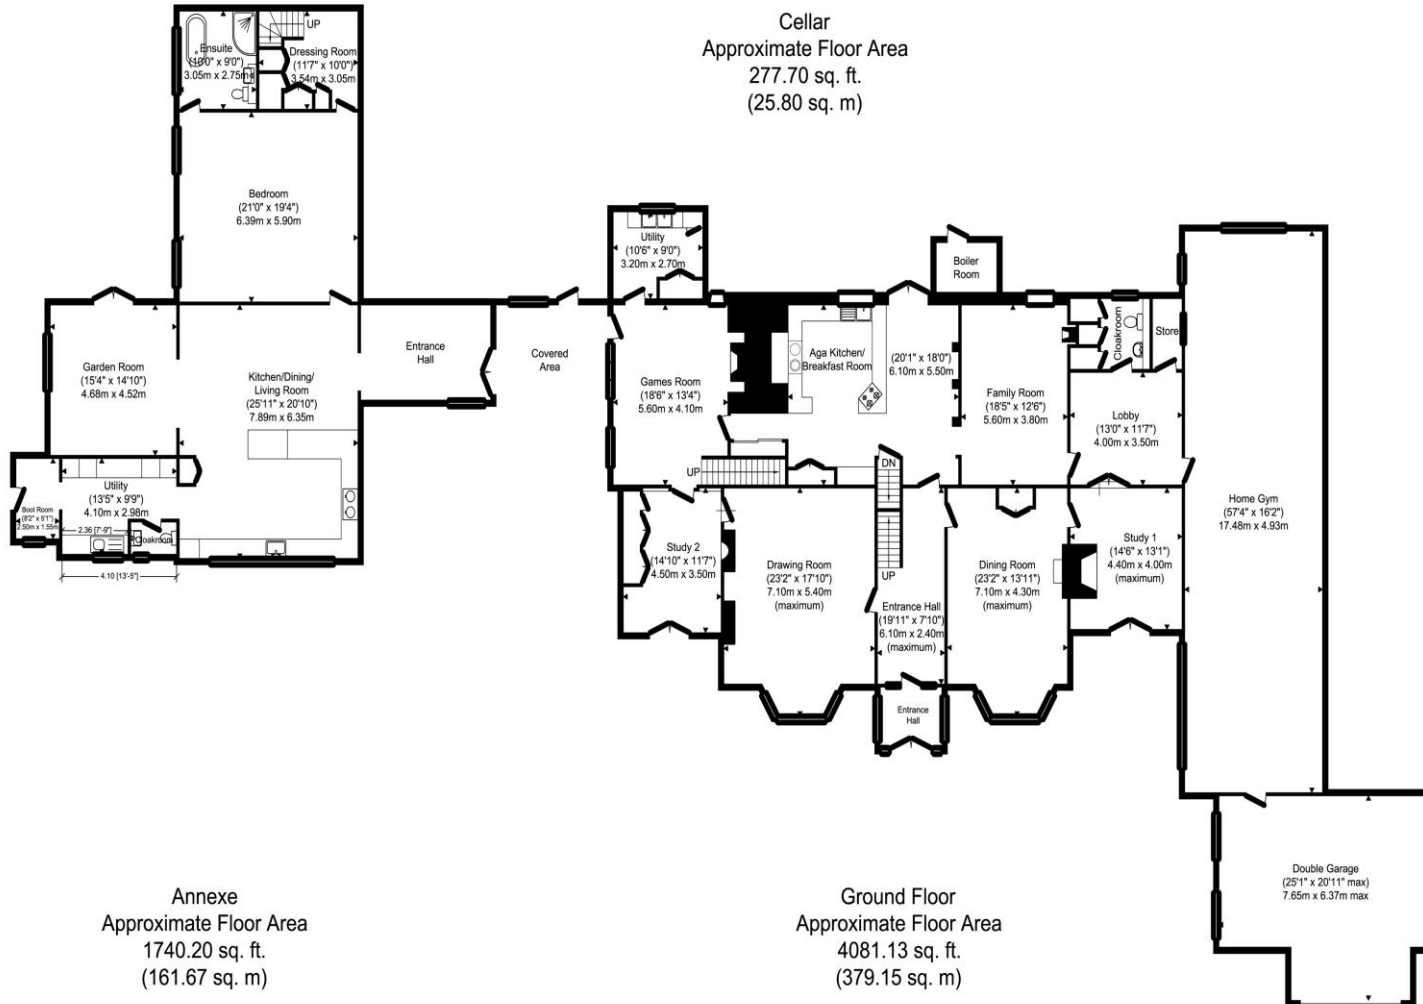 Cellar
Approximate Floor Area
277.70 sq. ft.
(25.80 sq. m)
Ensuite
(10'0" x 9'0")
3.05m x 2.75m
UP
Dressing Room
(11'7" x 10'0")
3.54m x 3.05m
Bedroom
(21'0" x 19'4")
6.39m x 5.90m
Garden Room
(15'4" x 14'10")
4.68m x 4.52m
Kitchen/Dining/
Living Room
(25'11" x 20'10")
7.89m x 6.35m
Entrance
Hall
Covered
Area
Utility
(13'5" x 9'9")
4.10m x 2.98m
Boot Room
(8'2" x 5'1")
2.50m x 1.55m
2.36 [7'-9"]
Cloakroom
4.10 [13'-5"]
Utility
(10'6" x 9'0")
3.20m x 2.70m
Boiler
Room
Games Room
(18'6" x 13'4")
5.60m x 4.10m
Aga Kitchen/
Breakfast Room
(20'1" x 18'0")
6.10m x 5.50m
Family Room
(18'5" x 12'6")
5.60m x 3.80m
Cloakroom
Store
Lobby
(13'0" x 11'7")
4.00m x 3.50m
UP
DN
UP
Study 2
(14'10" x 11'7")
4.50m x 3.50m
Drawing Room
(23'2" x 17'10")
7.10m x 5.40m
(maximum)
Entrance Hall
(19'11" x 7'10")
6.10m x 2.40m
(maximum)
Entrance
Hall
Dining Room
(23'2" x 13'11")
7.10m x 4.30m
(maximum)
Study 1
(14'6" x 13'1")
4.40m x 4.00m
(maximum)
Home Gym
(57'4" x 16'2")
17.48m x 4.93m
Double Garage
(25'1" x 20'11" max)
7.65m x 6.37m max
Annexe
Approximate Floor Area
1740.20 sq. ft.
(161.67 sq. m)
Ground Floor
Approximate Floor Area
4081.13 sq. ft.
(379.15 sq. m)